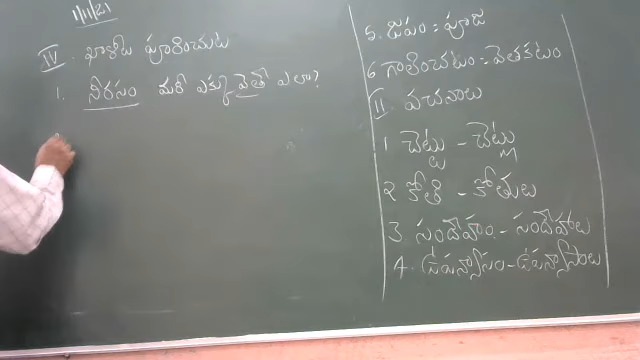 1/11/21
IV. ఖాళీలు పూరించుట
1. నీరసం మరీ ఎక్కువైతే ఎలా?
5. జపం = పూజ
6 గాలించటం = వెతకటం
II వచనాలు
1 చెట్టు - చెట్లు
2 కోతి - కోతులు
3. సందేహం - సందేహాలు
4. ఉపన్యాసం - ఉపన్యాసాలు